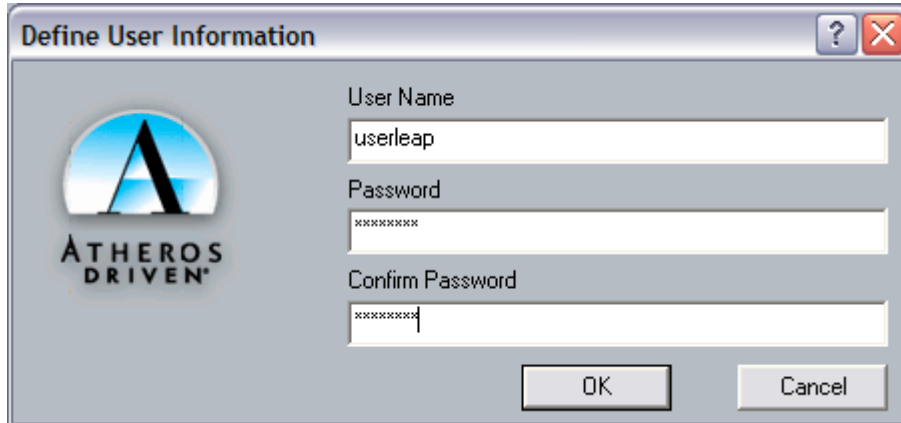 Define User Information
User Name
userleap
Password
********
Confirm Password
********
ATHEROS
DRIVEN®
OK
Cancel